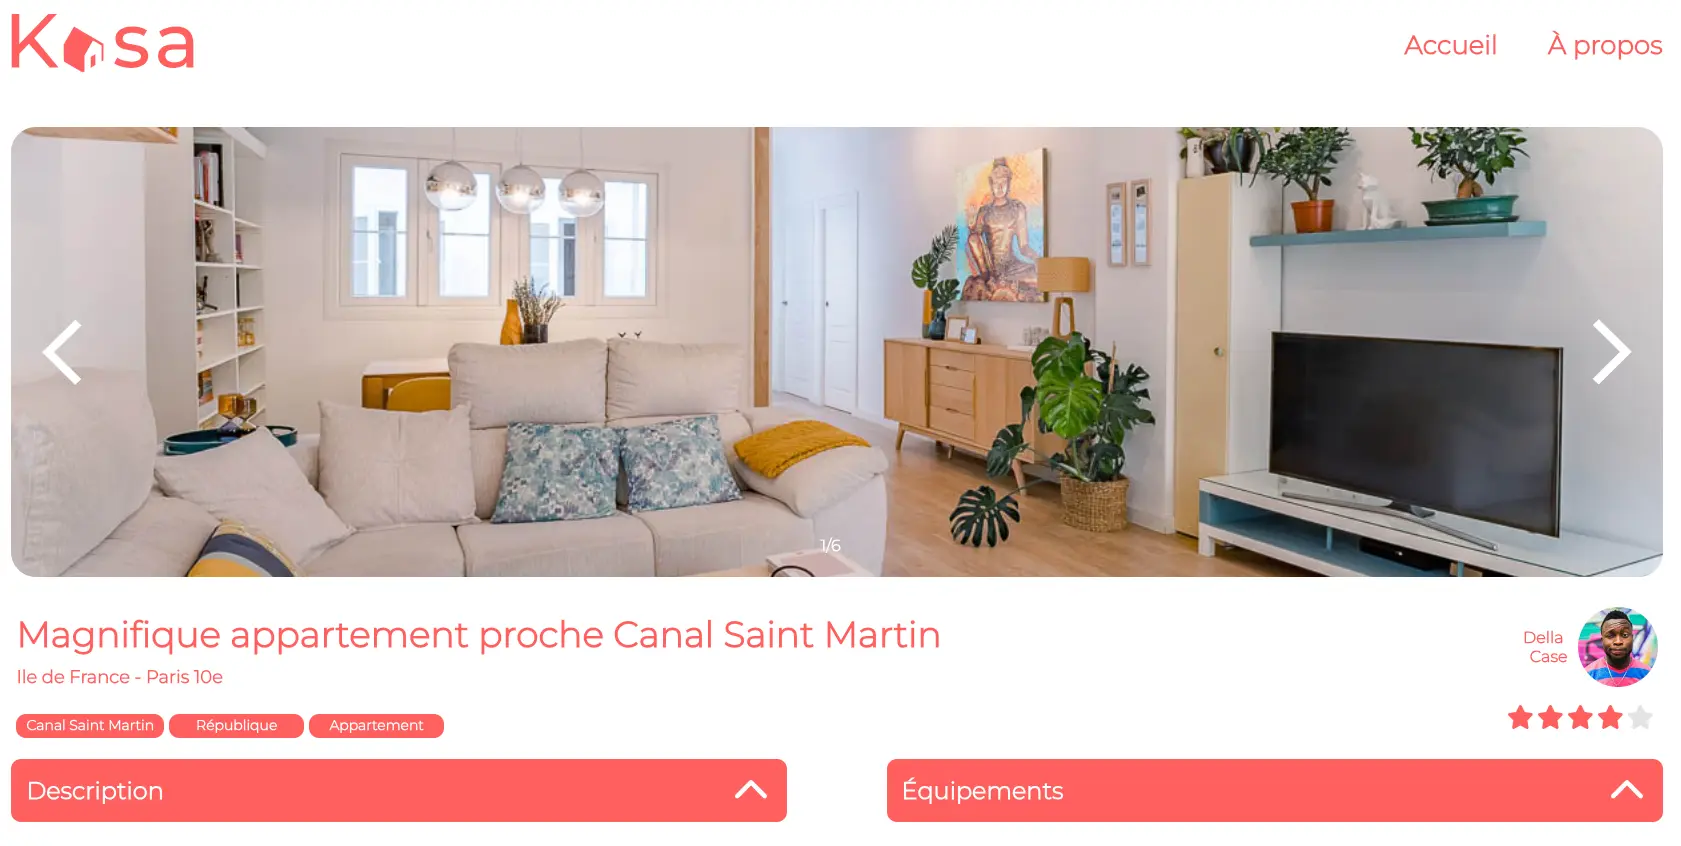 Kasa
Accueil
À propos
1/6
Magnifique appartement proche Canal Saint Martin
Ile de France - Paris 10e
Della
Case
Canal Saint Martin
République
Appartement
Description
Équipements